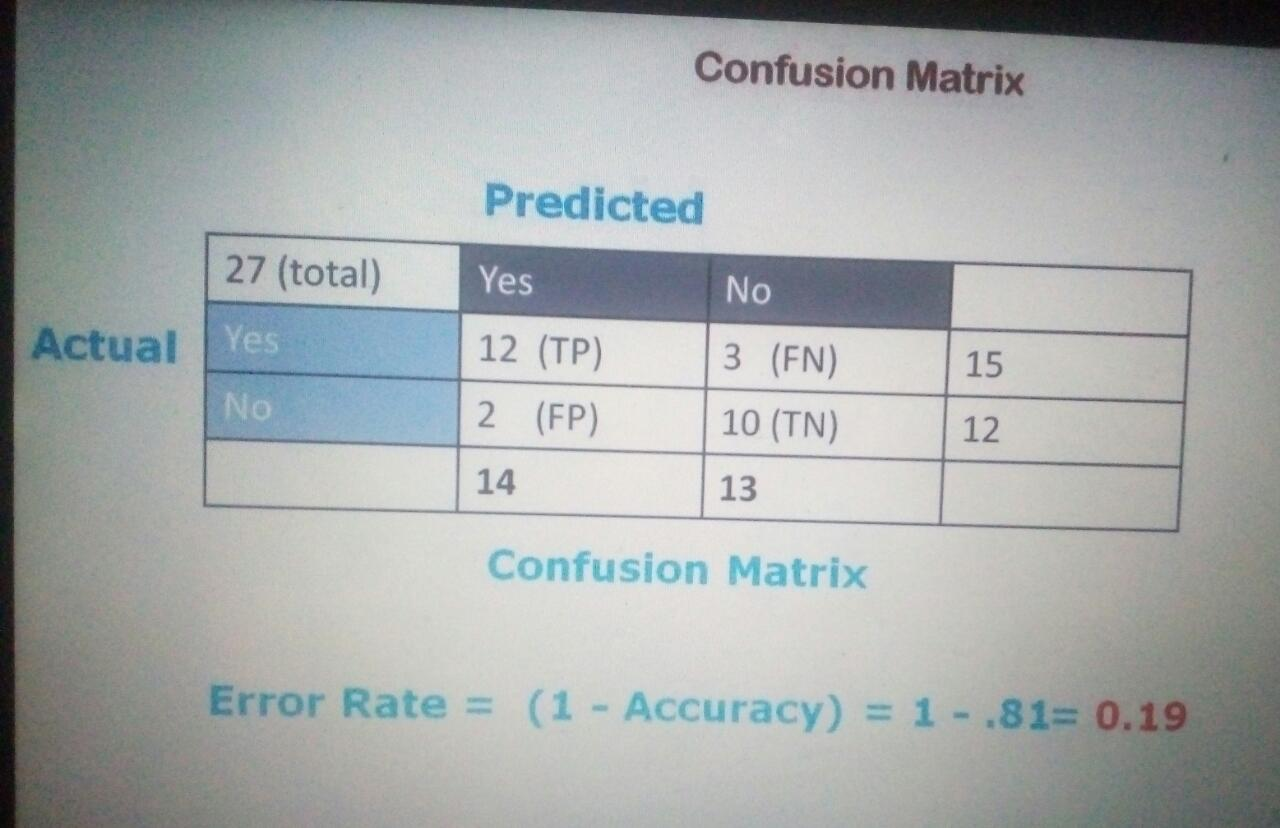 Confusion Matrix
Predicted
27 (total) Yes No
Actual Yes 12 (TP) 3 (FN) 15
No 2 (FP) 10 (TN) 12
14 13
Confusion Matrix
Error Rate = (1 - Accuracy) = 1 - .81= 0.19